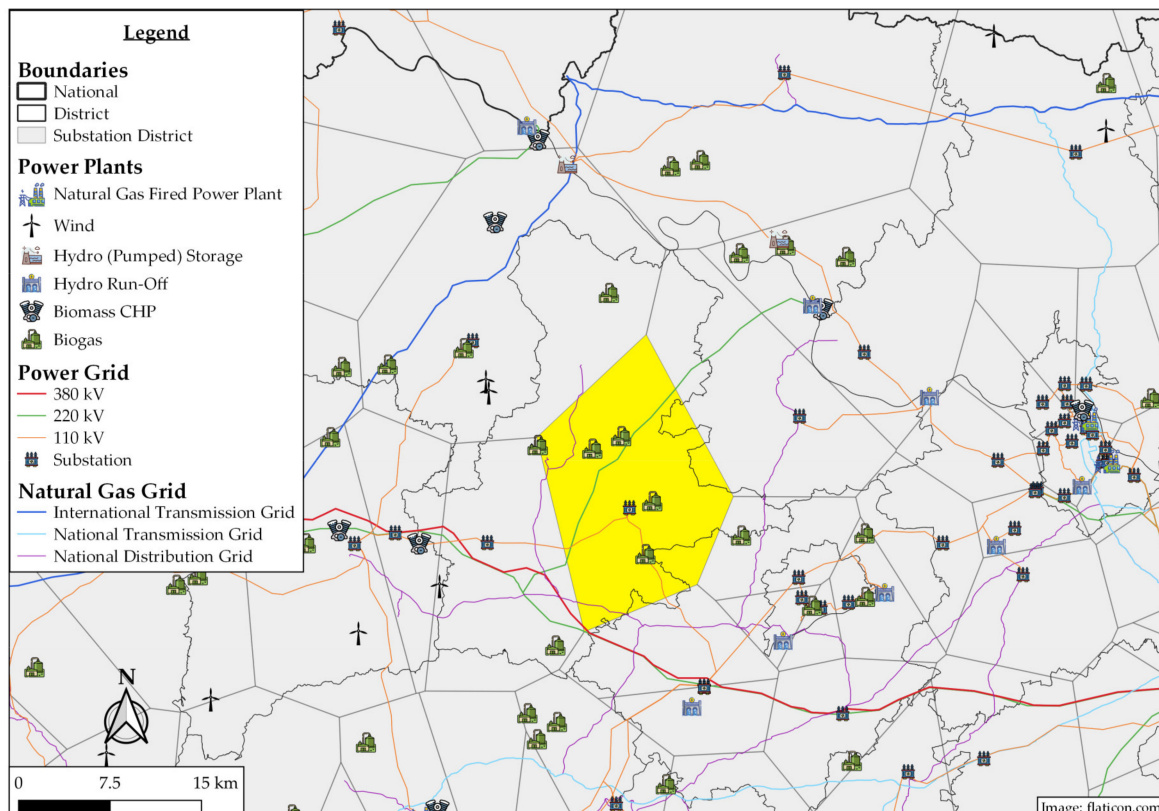 Legend
Boundaries
National
District
Substation District
Power Plants
Natural Gas Fired Power Plant
Wind
Hydro (Pumped) Storage
Hydro Run-Off
Biomass CHP
Biogas
Power Grid
380 kV
220 kV
110 kV
Substation
Natural Gas Grid
International Transmission Grid
National Transmission Grid
National Distribution Grid
N
0 7.5 15 km
Image: flaticon.com